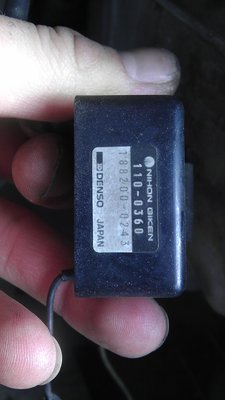 NIHON GIKEN
110-0360
188200-0243
DENSO JAPAN